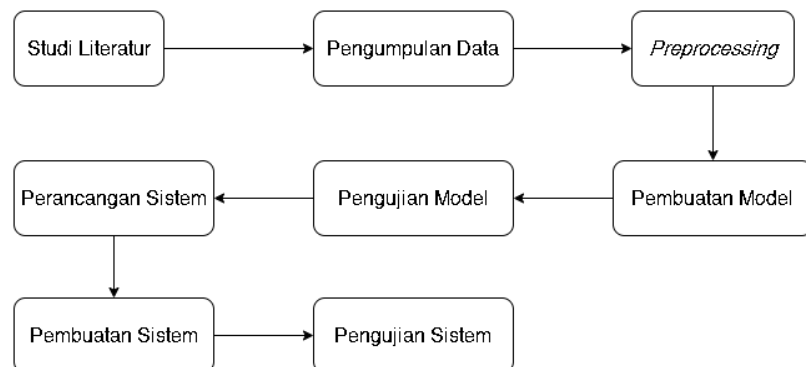 Studi Literatur
Pengumpulan Data
Preprocessing
Pembuatan Model
Pengujian Model
Perancangan Sistem
Pembuatan Sistem
Pengujian Sistem